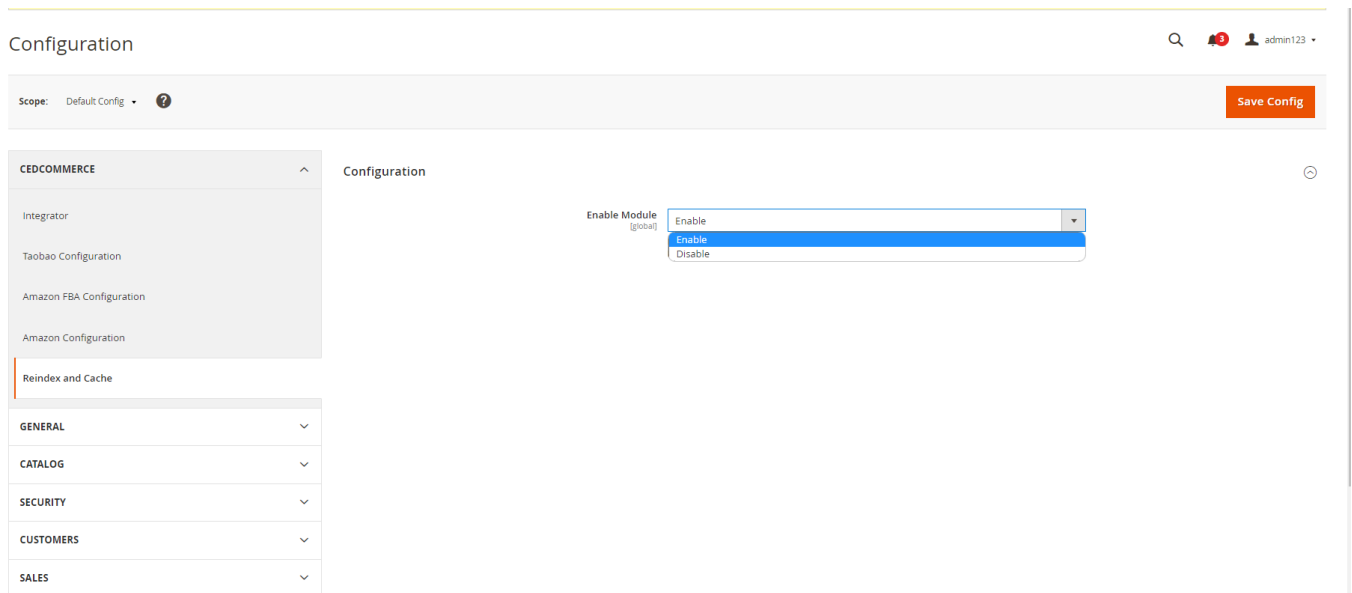 Configuration
3
admin123
Scope: Default Config ?
Save Config
CEDCOMMERCE
Integrator
Taobao Configuration
Amazon FBA Configuration
Amazon Configuration
Reindex and Cache
GENERAL
CATALOG
SECURITY
CUSTOMERS
SALES
Configuration
Enable Module
[global]
Enable
Enable
Disable